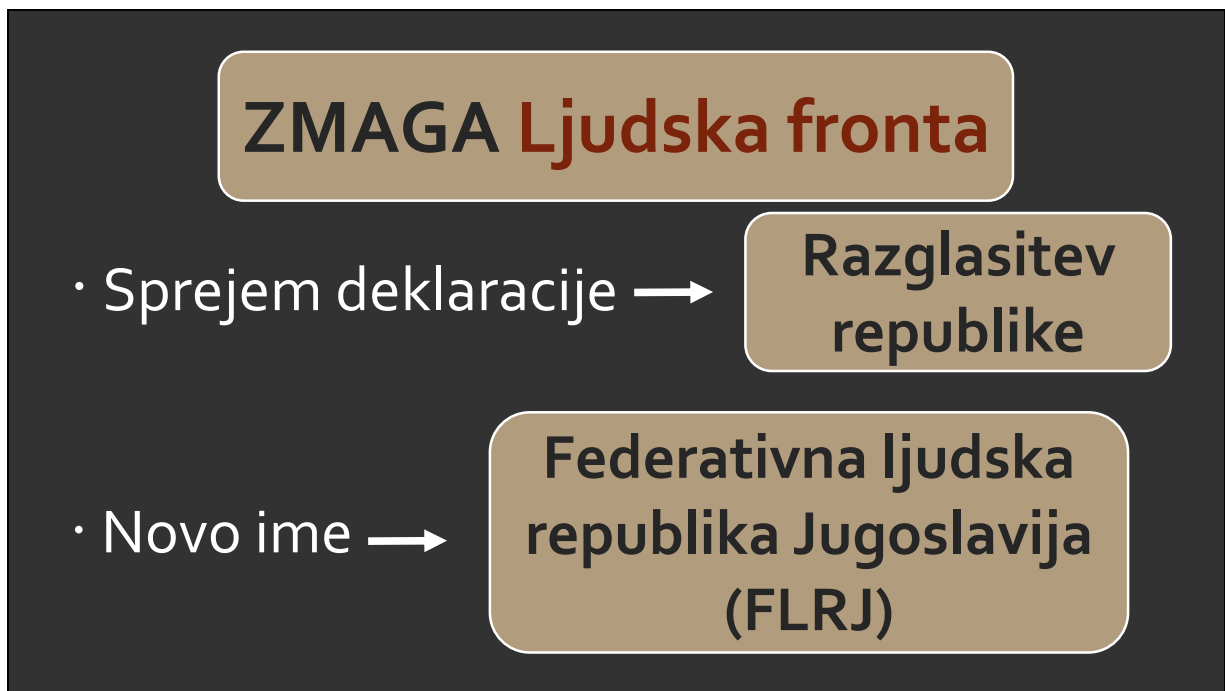 ZMAGA Ljudska fronta
· Sprejem deklaracije
Razglasitev
republike
· Novo ime
Federativna ljudska
republika Jugoslavija
(FLRJ)